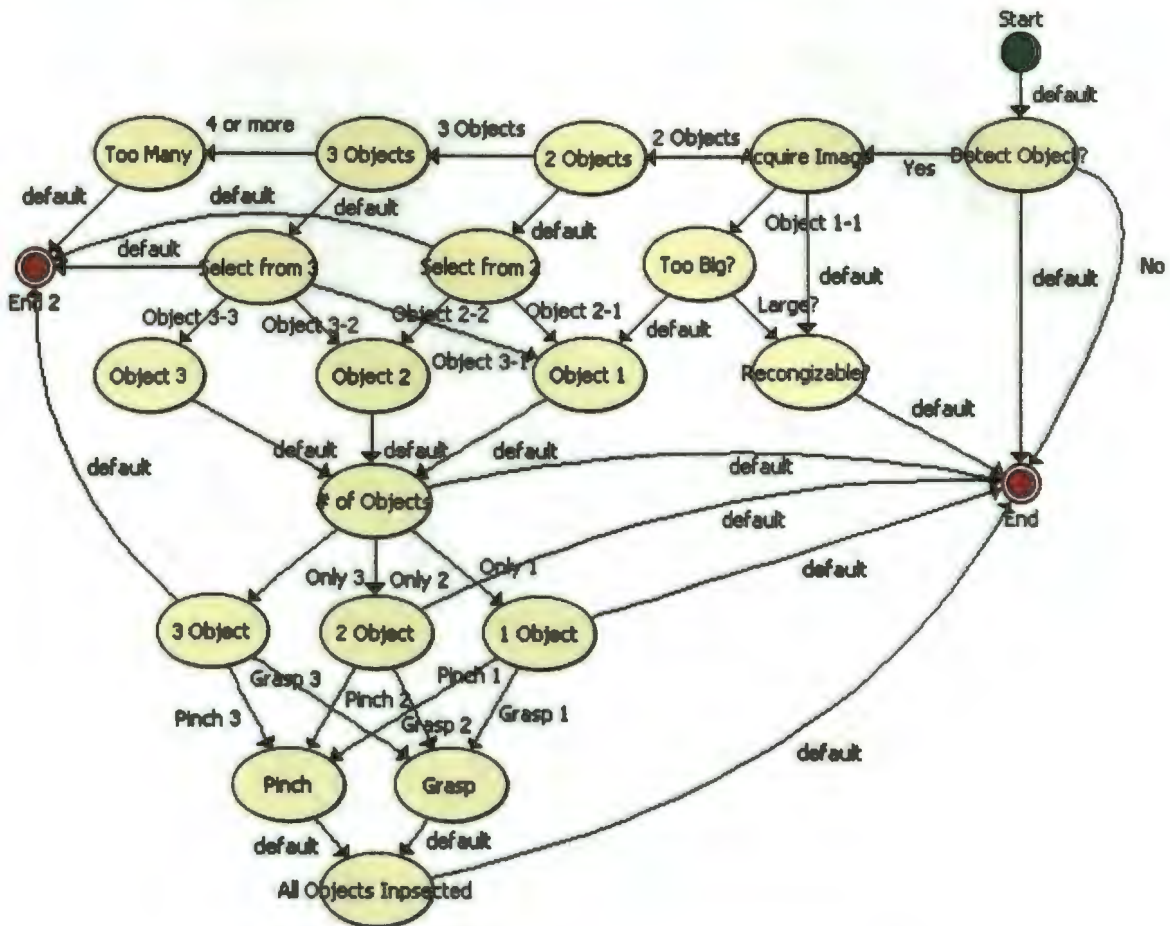 Start
default
4 or more
3 Objects
2 Objects
Too Many
3 Objects
2 Objects
Acquire Image
Yes
Detect Object?
default
default
default
default
Object 1-1
default
Select from 3
Select from 2
Too Big?
default
default
No
End 2
Object 3-3
Object 3-2
Object 2-2
Object 2-1
Large?
default
Object 3-1
Object 3
Object 2
Object 1
Recongizable?
default
default
default
default
default
default
# of Objects
End
default
Only 3
Only 2
Only 1
default
3 Object
2 Object
1 Object
Grasp 3
Pinch 2
Pinch 1
Pinch 3
Grasp 2
Grasp 1
Pinch
Grasp
default
default
default
All Objects Inpsected